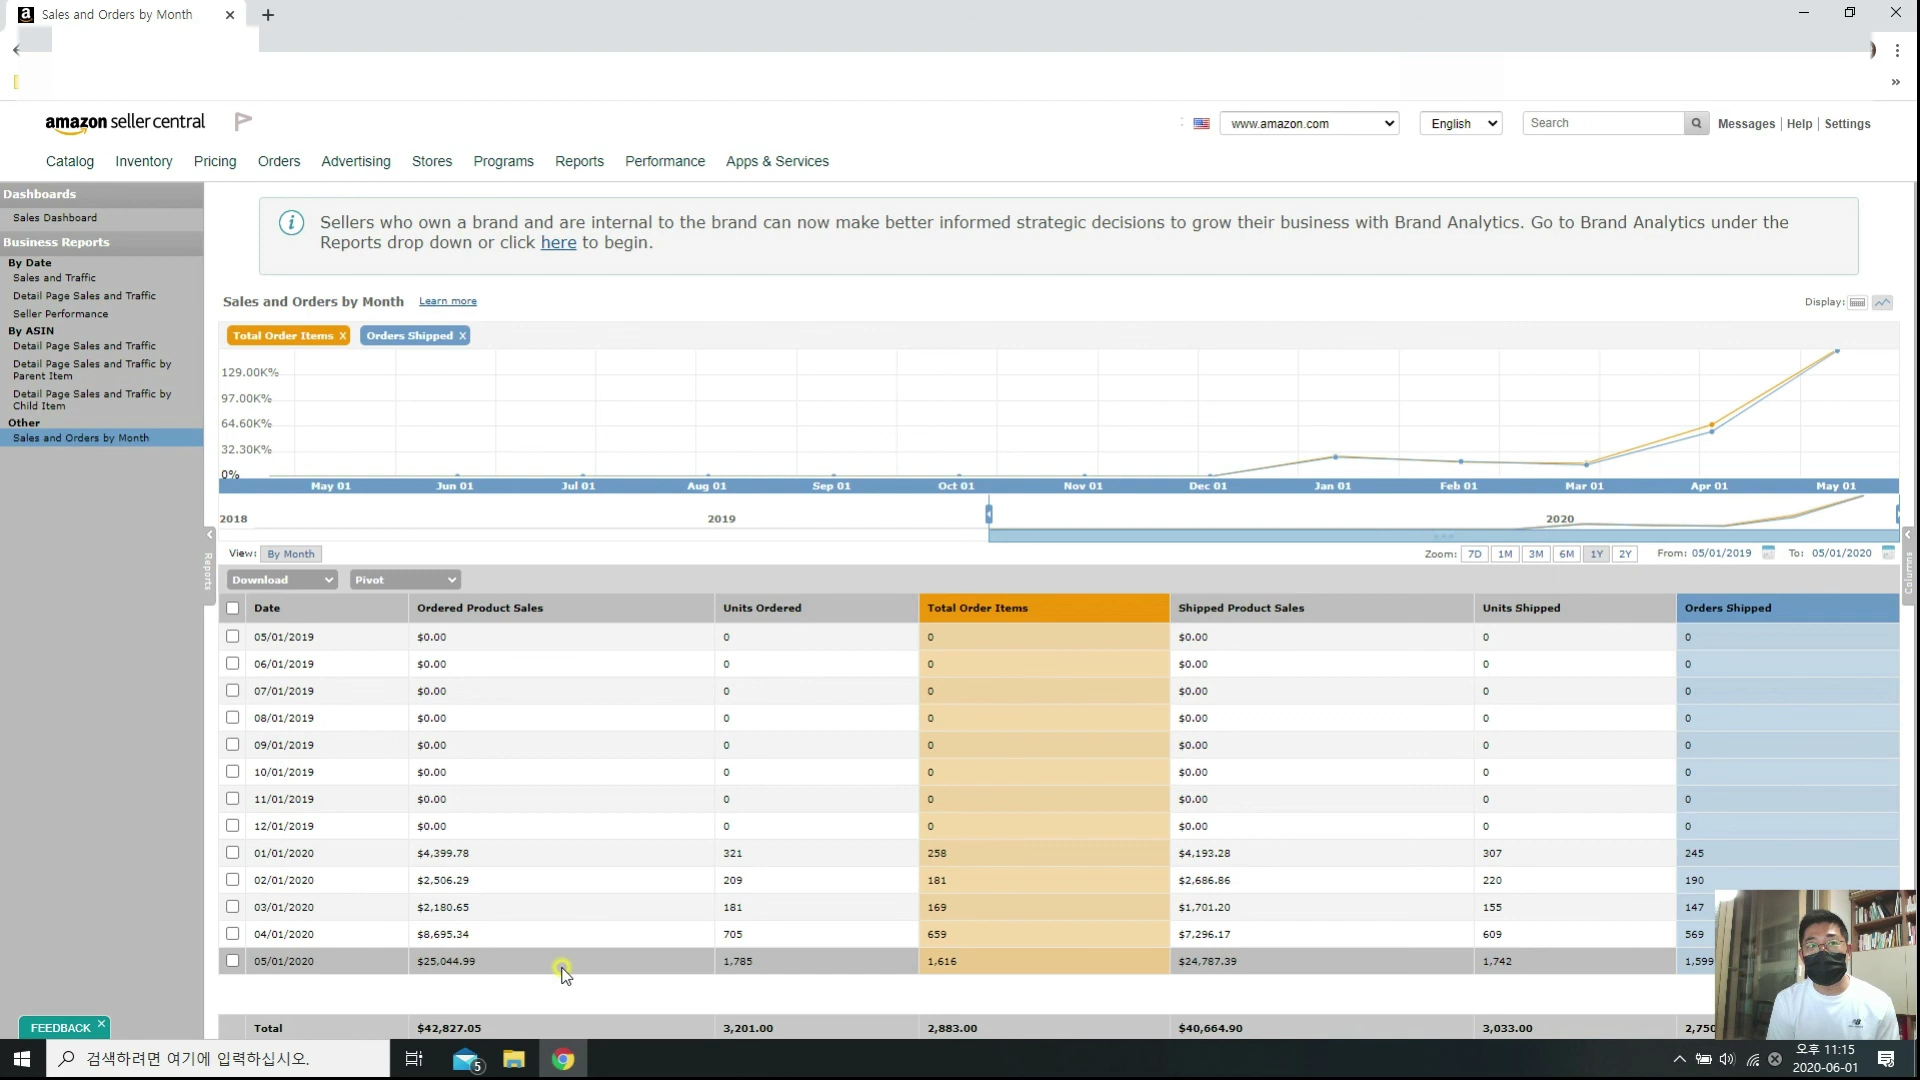 Sales and Orders by Month
amazon seller central
www.amazon.com
English
Search
Messages | Help | Settings
Catalog Inventory Pricing Orders Advertising Stores Programs Reports Performance Apps & Services
Dashboards
Sales Dashboard
Business Reports
By Date
Sales and Traffic
Detail Page Sales and Traffic
Seller Performance
By ASIN
Detail Page Sales and Traffic
Detail Page Sales and Traffic by
Parent Item
Detail Page Sales and Traffic by
Child Item
Other
Sales and Orders by Month
Sellers who own a brand and are internal to the brand can now make better informed strategic decisions to grow their business with Brand Analytics. Go to Brand Analytics under the
Reports drop down or click here to begin.
Sales and Orders by Month Learn more
Display:
Total Order Items X Orders Shipped X
129.00K%
97.00K%
64.60K%
32.30K%
0%
May 01 Jun 01 Jul 01 Aug 01 Sep 01 Oct 01 Nov 01 Dec 01 Jan 01 Feb 01 Mar 01 Apr 01 May 01
2018 2019 2020
Reports
Columns
View: By Month
Zoom: 7D 1M 3M 6M 1Y 2Y From: 05/01/2019 To: 05/01/2020
Download Pivot
Date Ordered Product Sales Units Ordered Total Order Items Shipped Product Sales Units Shipped Orders Shipped
05/01/2019 $0.00 0 0 $0.00 0 0
06/01/2019 $0.00 0 0 $0.00 0 0
07/01/2019 $0.00 0 0 $0.00 0 0
08/01/2019 $0.00 0 0 $0.00 0 0
09/01/2019 $0.00 0 0 $0.00 0 0
10/01/2019 $0.00 0 0 $0.00 0 0
11/01/2019 $0.00 0 0 $0.00 0 0
12/01/2019 $0.00 0 0 $0.00 0 0
01/01/2020 $4,399.78 321 258 $4,193.28 307 245
02/01/2020 $2,506.29 209 181 $2,686.86 220 190
03/01/2020 $2,180.65 181 169 $1,701.20 155 147
04/01/2020 $8,695.34 705 659 $7,296.17 609 569
05/01/2020 $25,044.99 1,785 1,616 $24,787.39 1,742 1,599
Total $42,827.05 3,201.00 2,883.00 $40,664.90 3,033.00 2,750
FEEDBACK X
검색하려면 여기에 입력하십시오.
5
오후 11:15
2020-06-01